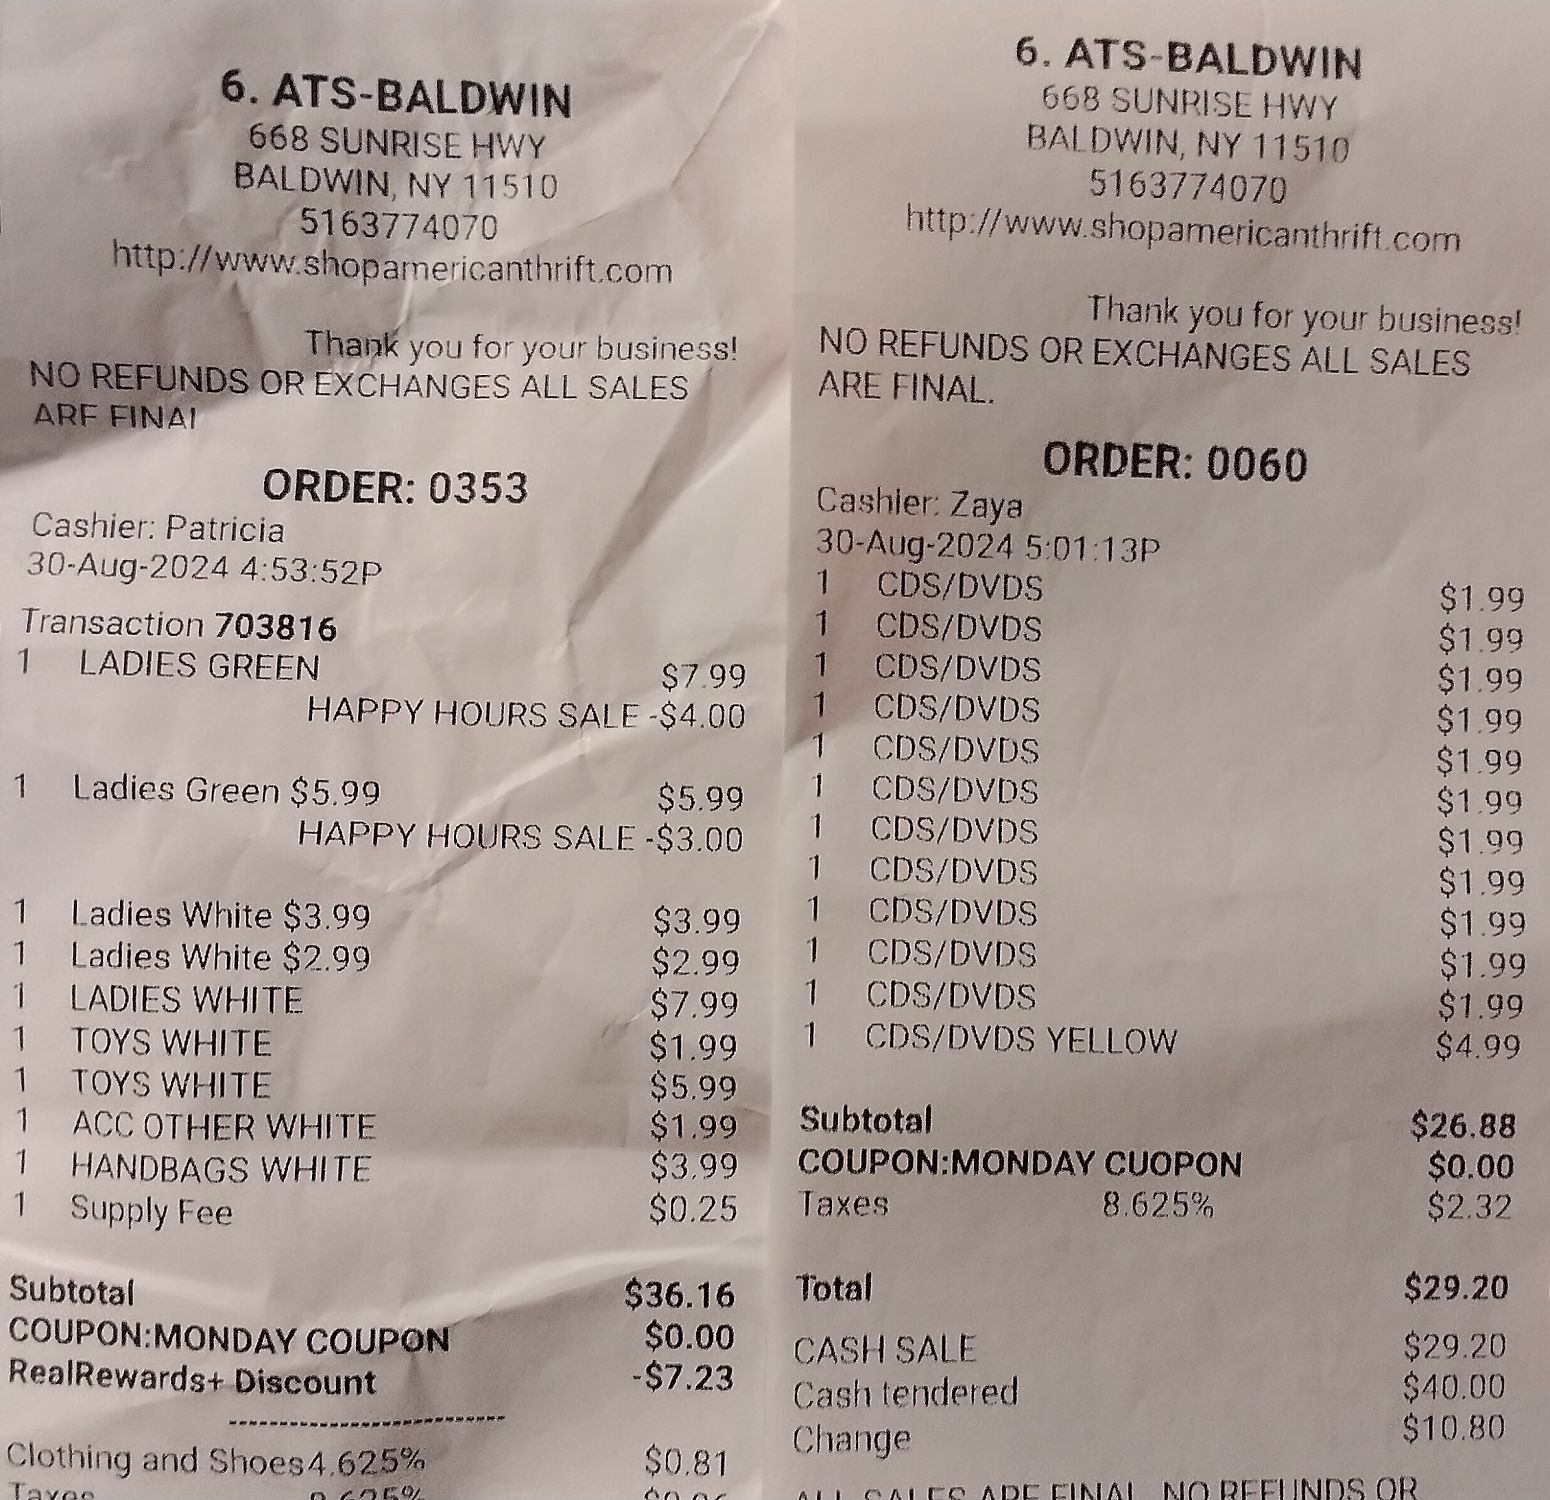 6. ATS-BALDWIN
668 SUNRISE HWY
BALDWIN, NY 11510
5163774070
http://www.shopamericanthrift.com
Thank you for your business!
NO REFUNDS OR EXCHANGES ALL SALES
ARE FINAL
ORDER: 0353
Cashier: Patricia
30-Aug-2024 4:53:52P
Transaction 703816
1 LADIES GREEN $7.99
HAPPY HOURS SALE -$4.00
1 Ladies Green $5.99 $5.99
HAPPY HOURS SALE -$3.00
1 Ladies White $3.99 $3.99
1 Ladies White $2.99 $2.99
1 LADIES WHITE $7.99
1 TOYS WHITE $1.99
1 TOYS WHITE $5.99
1 ACC OTHER WHITE $1.99
1 HANDBAGS WHITE $3.99
1 Supply Fee $0.25
Subtotal $36.16
COUPON:MONDAY COUPON $0.00
RealRewards+ Discount -$7.23
--------------------------------
Clothing and Shoes4.625% $0.81
Taxes 8.625%
6. ATS-BALDWIN
668 SUNRISE HWY
BALDWIN, NY 11510
5163774070
http://www.shopamericanthrift.com
Thank you for your business!
NO REFUNDS OR EXCHANGES ALL SALES
ARE FINAL.
ORDER: 0060
Cashier: Zaya
30-Aug-2024 5:01:13P
1 CDS/DVDS $1.99
1 CDS/DVDS $1.99
1 CDS/DVDS $1.99
1 CDS/DVDS $1.99
1 CDS/DVDS $1.99
1 CDS/DVDS $1.99
1 CDS/DVDS $1.99
1 CDS/DVDS $1.99
1 CDS/DVDS $1.99
1 CDS/DVDS $1.99
1 CDS/DVDS $1.99
1 CDS/DVDS YELLOW $4.99
Subtotal $26.88
COUPON:MONDAY CUOPON $0.00
Taxes 8.625% $2.32
Total $29.20
CASH SALE $29.20
Cash tendered $40.00
Change $10.80
ALL SALES ARE FINAL. NO REFUNDS OR